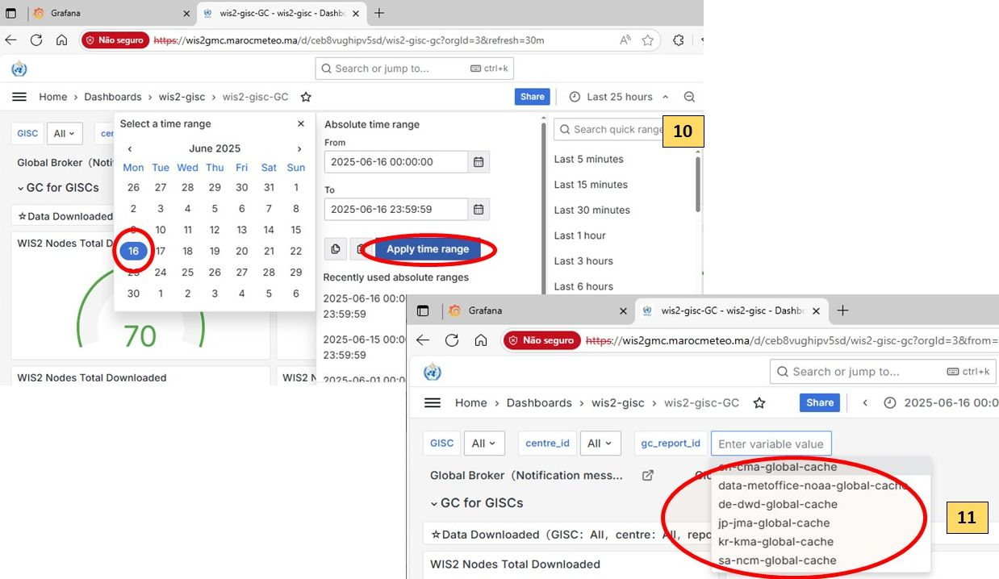 Grafana
wis2-gisc-GC - wis2-gisc - Dashbo
Não seguro
https://wis2gmc.marocmeteo.ma/d/ceb8vughipv5sd/wis2-gisc-gc?orgId=3&refresh=30m
Search or jump to...
ctrl+k
Home › Dashboards › wis2-gisc › wis2-gisc-GC
Share
Last 25 hours
GISC
All
cen
Global Broker (Noti
GC for GISCs
☆Data Downloaded
WIS2 Nodes Total D
70
WIS2 Nodes Total Downloaded
WIS2 N
Select a time range
June 2025
Mon Tue Wed Thu Fri Sat Sun
26 27 28 29 30 31 1
2 3 4 5 6 7 8
9 10 11 12 13 14 15
16 17 18 19 20 21 22
23 24 25 26 27 28 29
30 1 2 3 4 5 6
Absolute time range
From
2025-06-16 00:00:00
To
2025-06-16 23:59:59
Apply time range
Recently used absolute ranges
2025-06-16 00:00
23:59:59
2025-06-15 00:00
23:59:59
2025-06-01 00:00
Search quick range
10
Last 5 minutes
Last 15 minutes
Last 30 minutes
Last 1 hour
Last 3 hours
Last 6 hours
Grafana
wis2-gisc-GC - wis2-gisc - Dashbo
Não seguro
https://wis2gmc.marocmeteo.ma/d/ceb8vughipv5sd/wis2-gisc-gc?orgId=3&from=
Search or jump to...
ctrl+k
Home › Dashboards › wis2-gisc › wis2-gisc-GC
Share
2025-06-16 00:0
GISC
All
centre_id
All
gc_report_id
Enter variable value
Global Broker (Notification mess...
GC for GISCs
☆Data Downloaded (GISC: All, centre: All, repo
WIS2 Nodes Total Downloaded
cn-cma-global-cache
data-metoffice-noaa-global-cache
de-dwd-global-cache
jp-jma-global-cache
kr-kma-global-cache
sa-ncm-global-cache
11